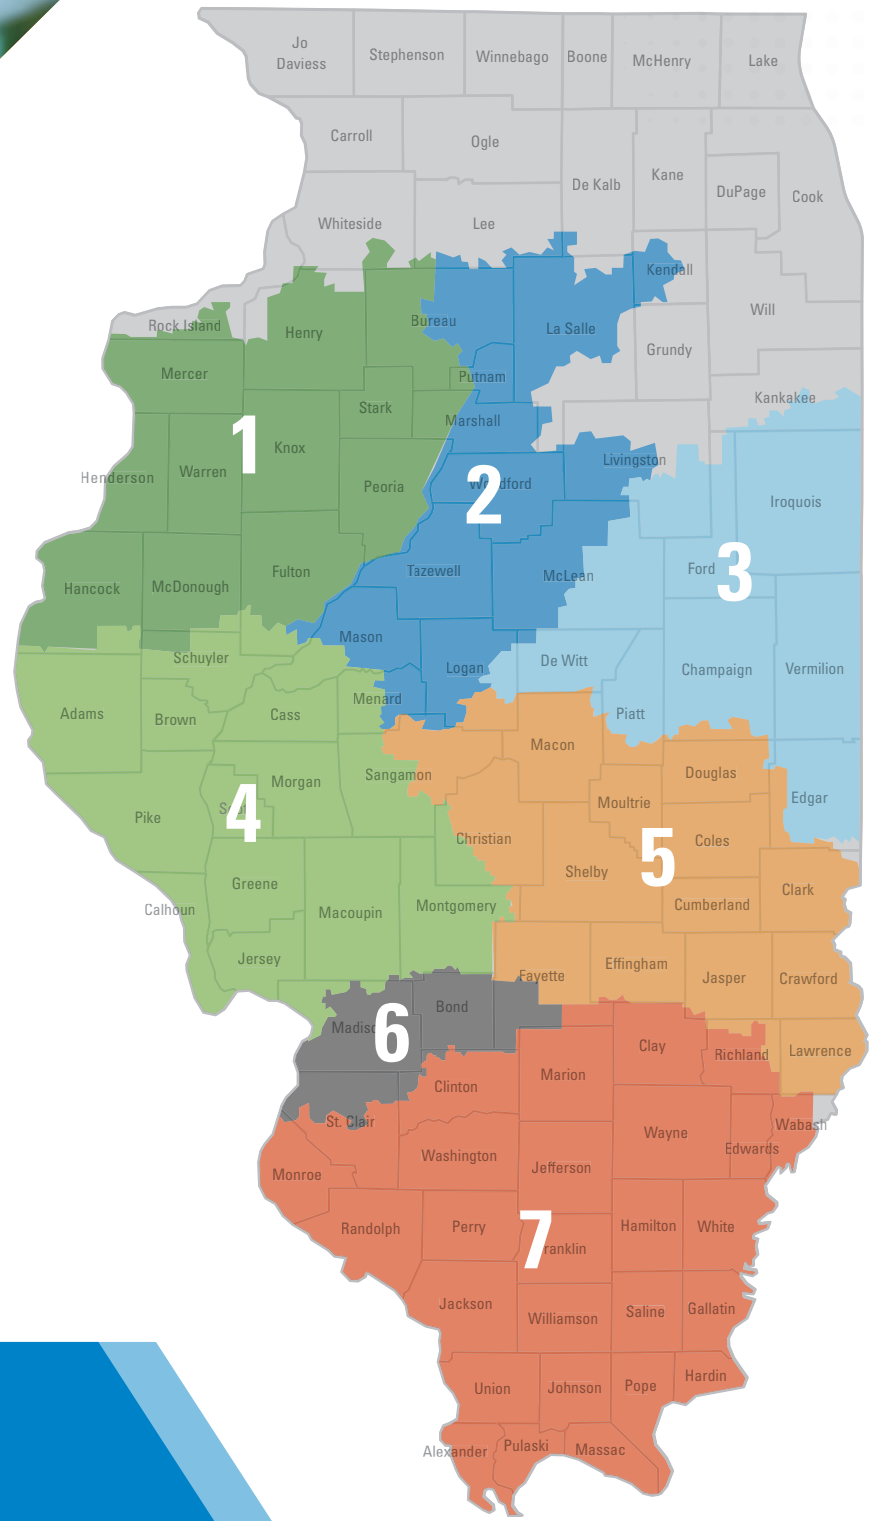 Jo
Daviess
Stephenson
Winnebago
Boone
McHenry
Lake
Carroll
Ogle
De Kalb
Kane
DuPage
Cook
Whiteside
Lee
Kendall
Rock Island
Henry
Bureau
La Salle
Will
Grundy
Mercer
Putnam
Stark
Marshall
Kankakee
1
Knox
Henderson
Warren
Peoria
2
Livingston
Iroquois
Hancock
McDonough
Fulton
Tazewell
McLean
Ford
3
Mason
Schuyler
Logan
De Witt
Champaign
Vermilion
Menard
Adams
Brown
Cass
Piatt
Macon
Sangamon
Morgan
Douglas
Edgar
Moultrie
Pike
4
Christian
Coles
5
Shelby
Greene
Clark
Calhoun
Macoupin
Montgomery
Cumberland
Jersey
Fayette
Effingham
Jasper
Crawford
Bond
6
Clay
Richland
Lawrence
Marion
Clinton
St. Clair
Wabash
Wayne
Edwards
Washington
Jefferson
Monroe
Randolph
Perry
7
Hamilton
White
Jackson
Williamson
Saline
Gallatin
Union
Johnson
Pope
Hardin
Alexander
Pulaski
Massac